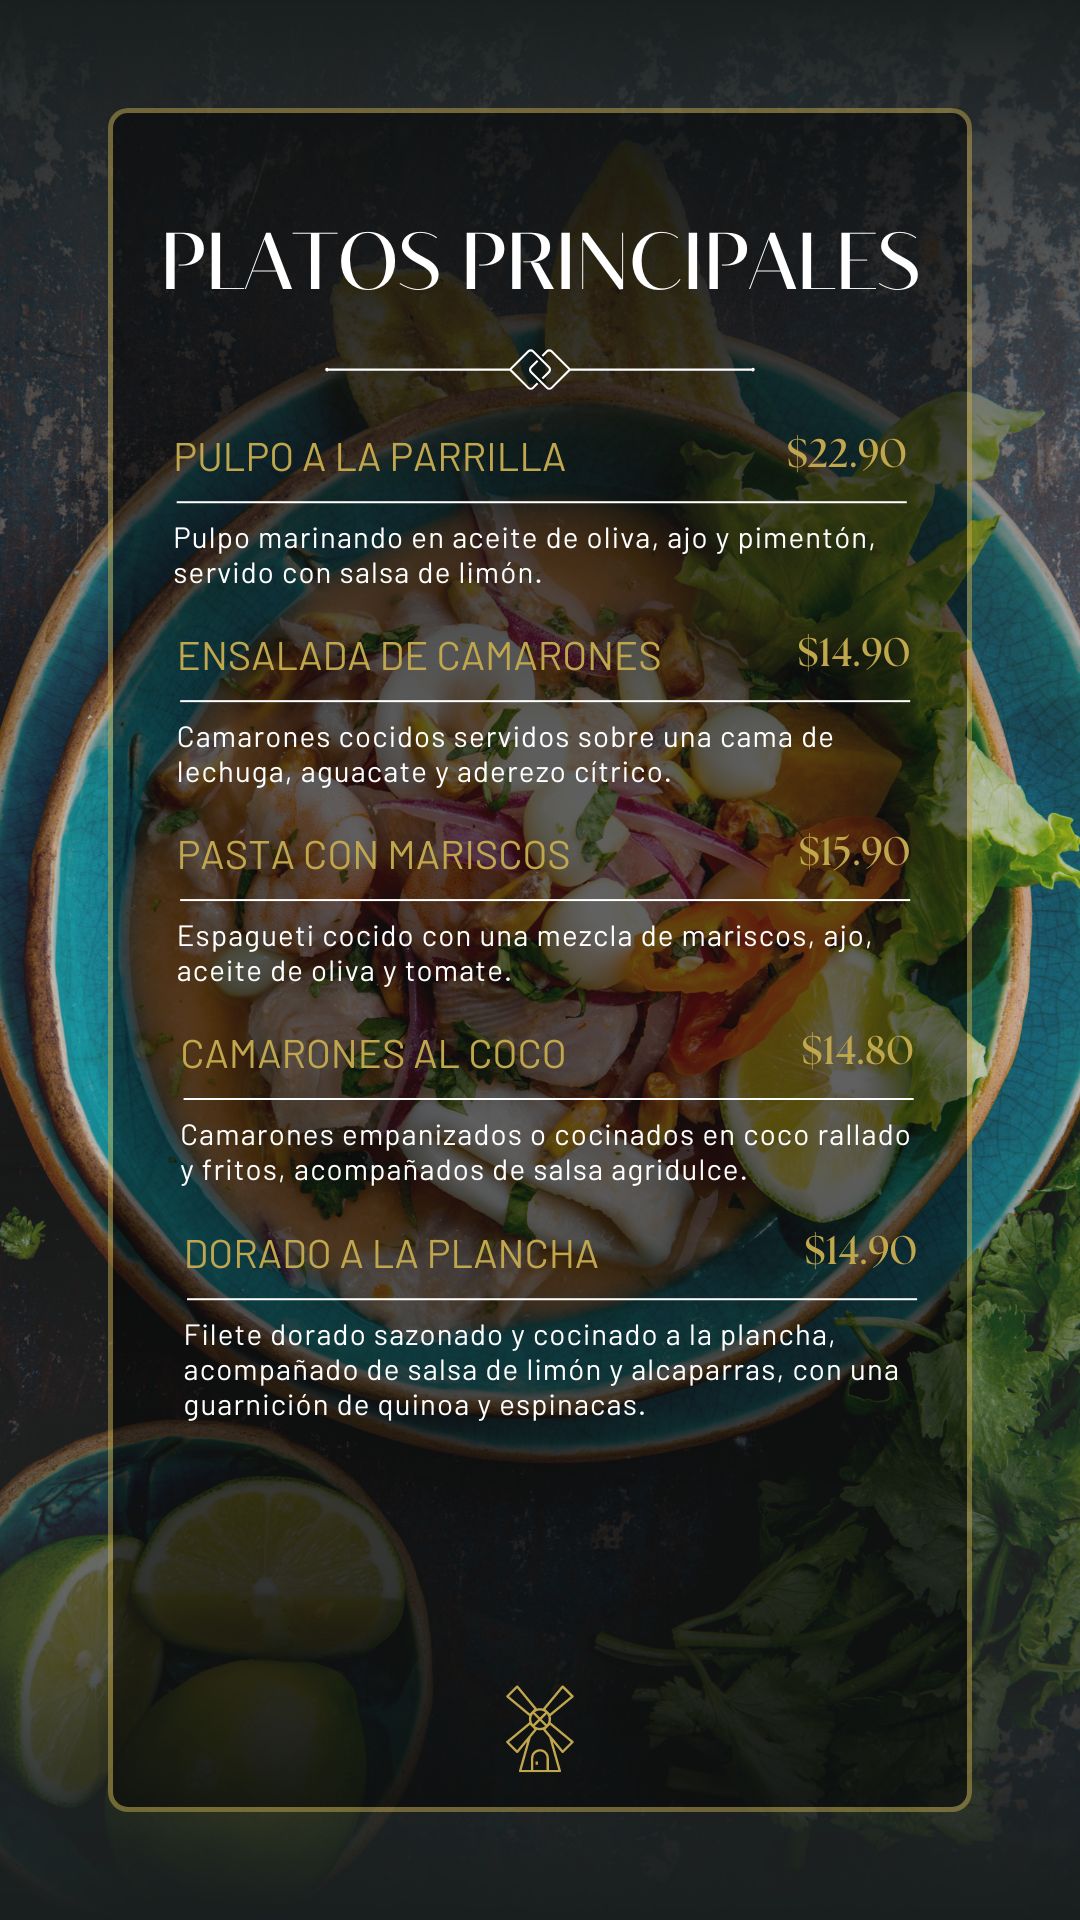 PLATOS PRINCIPALES
PULPO A LA PARRILLA $22.90
Pulpo marinando en aceite de oliva, ajo y pimentón,
servido con salsa de limón.
ENSALADA DE CAMARONES $14.90
Camarones cocidos servidos sobre una cama de
lechuga, aguacate y aderezo cítrico.
PASTA CON MARISCOS $15.90
Espagueti cocido con una mezcla de mariscos, ajo,
aceite de oliva y tomate.
CAMARONES AL COCO $14.80
Camarones empanizados o cocinados en coco rallado
y fritos, acompañados de salsa agridulce.
DORADO A LA PLANCHA $14.90
Filete dorado sazonado y cocinado a la plancha,
acompañado de salsa de limón y alcaparras, con una
guarnición de quinoa y espinacas.